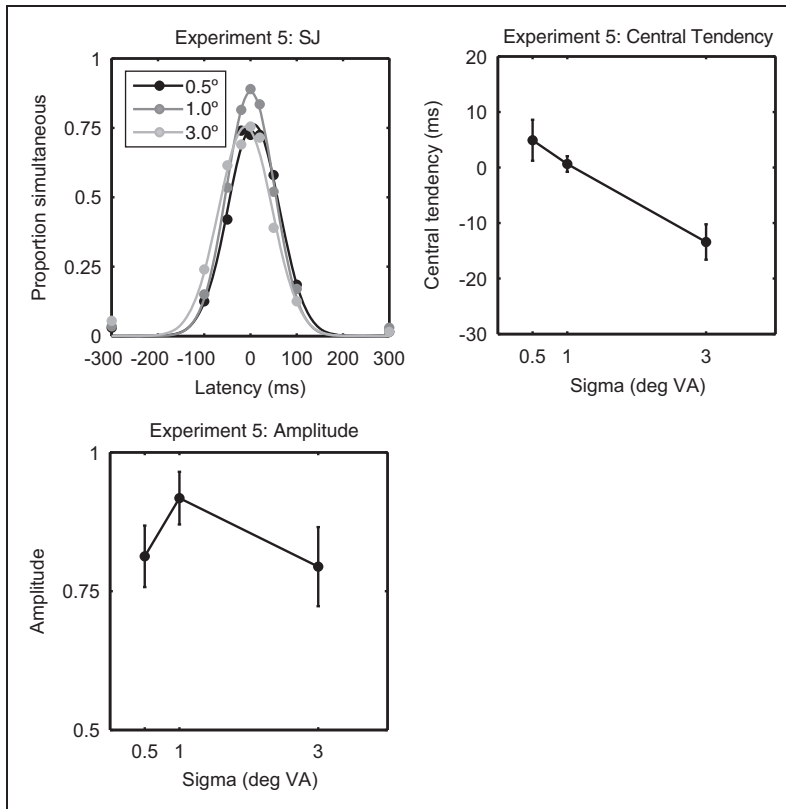 Experiment 5: SJ
1
0.75
0.5
0.25
0
Proportion simultaneous
0.5º
1.0º
3.0º
-300 -200 -100 0 100 200 300
Latency (ms)
Experiment 5: Central Tendency
20
10
0
-10
-20
-30
Central tendency (ms)
0.5 1 3
Sigma (deg VA)
Experiment 5: Amplitude
1
0.75
0.5
Amplitude
0.5 1 3
Sigma (deg VA)